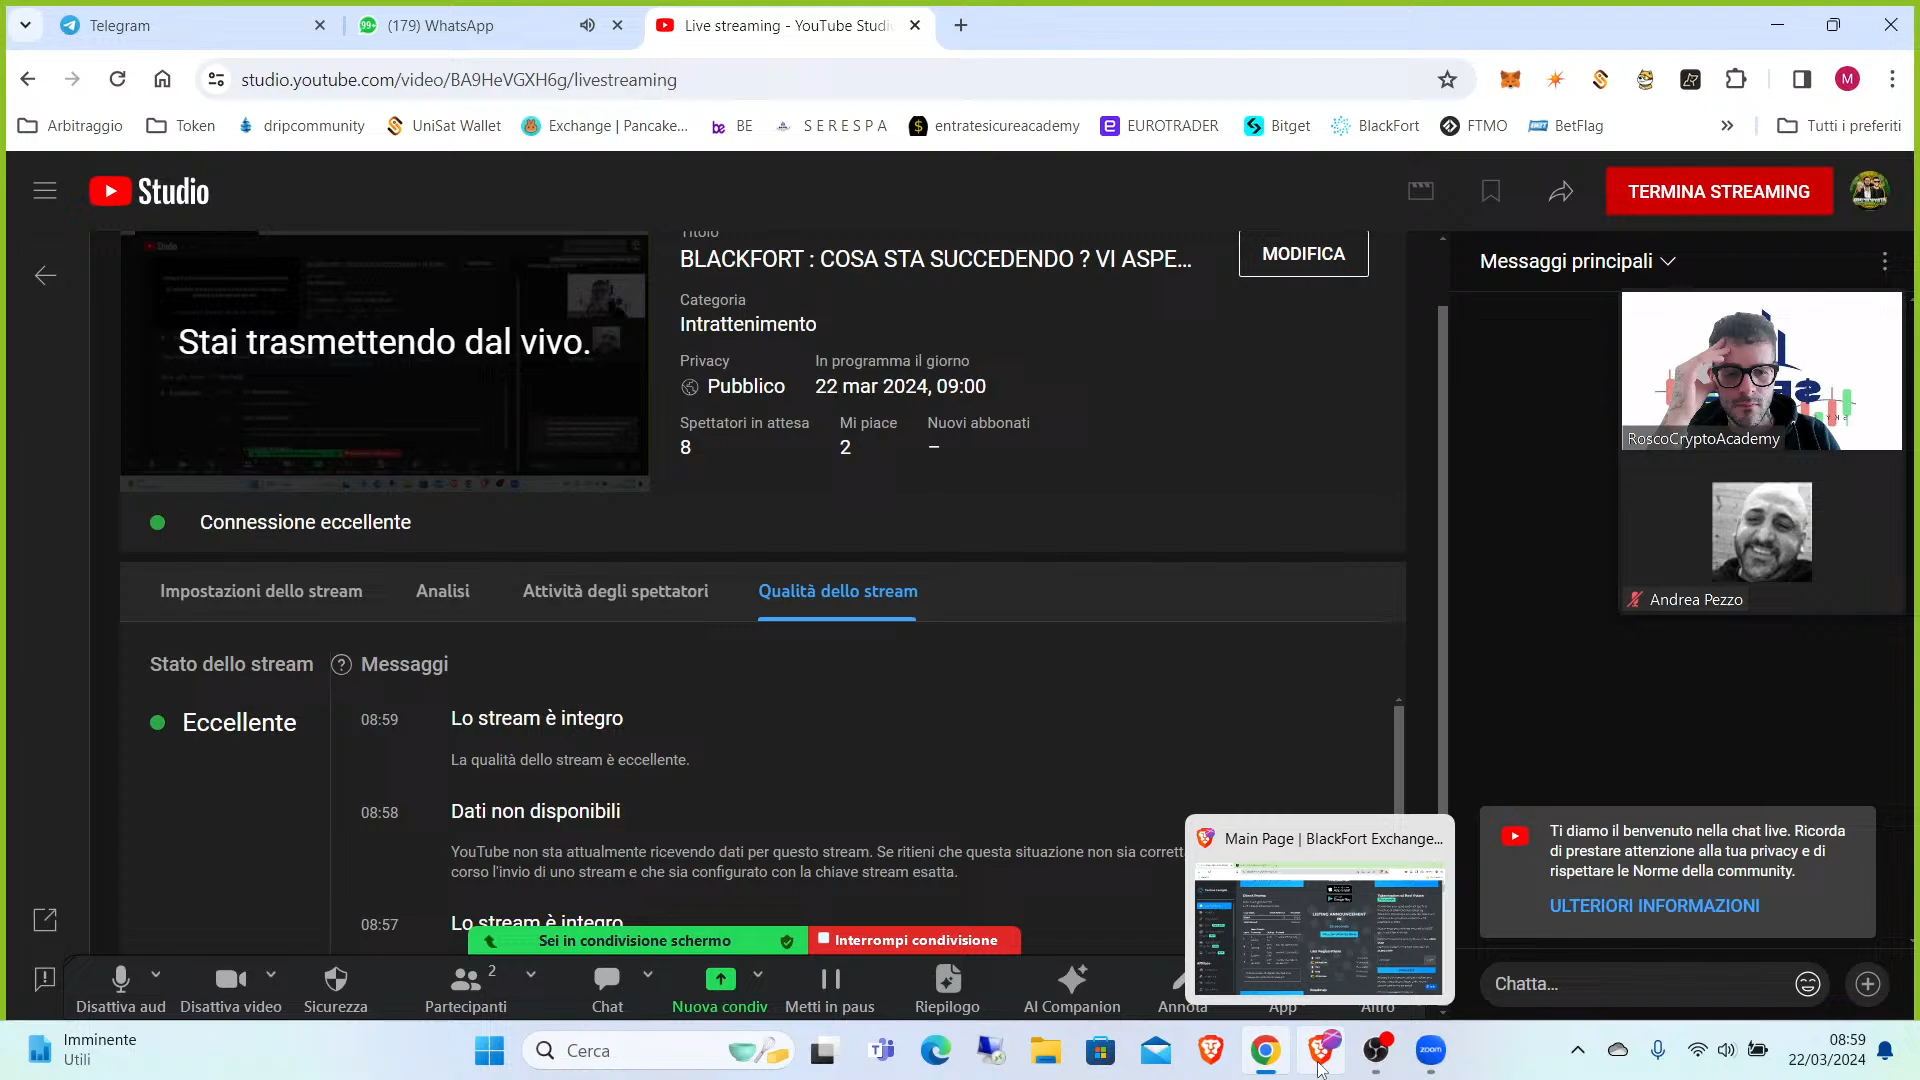 Telegram
99+
(179) WhatsApp
Live streaming - YouTube Studi
studio.youtube.com/video/BA9HeVGXH6g/livestreaming
M
Arbitraggio
Token
dripcommunity
UniSat Wallet
Exchange | Pancake...
be BE
S E R E S P A
entratesicureacademy
EUROTRADER
Bitget
BlackFort
FTMO
BetFlag
Tutti i preferiti
Studio
TERMINA STREAMING
Titolo
BLACKFORT : COSA STA SUCCEDENDO ? VI ASPE...
MODIFICA
Messaggi principali
Stai trasmettendo dal vivo.
Categoria
Intrattenimento
Privacy
In programma il giorno
Pubblico
22 mar 2024, 09:00
Spettatori in attesa
Mi piace
Nuovi abbonati
8
2
–
RoscoCryptoAcademy
Andrea Pezzo
Connessione eccellente
Impostazioni dello stream
Analisi
Attività degli spettatori
Qualità dello stream
Stato dello stream
Messaggi
Eccellente
08:59
Lo stream è integro
La qualità dello stream è eccellente.
08:58
Dati non disponibili
YouTube non sta attualmente ricevendo dati per questo stream. Se ritieni che questa situazione non sia corrett
corso l'invio di uno stream e che sia configurato con la chiave stream esatta.
08:57
Lo stream è integro
Sei in condivisione schermo
Interrompi condivisione
Main Page | BlackFort Exchange...
LISTING ANNOUNCEMENT
Ti diamo il benvenuto nella chat live. Ricorda
di prestare attenzione alla tua privacy e di
rispettare le Norme della community.
ULTERIORI INFORMAZIONI
Chatta...
Disattiva aud
Disattiva video
Sicurezza
2
Partecipanti
Chat
Nuova condiv
Metti in paus
Riepilogo
AI Companion
Annota
App
Altro
Imminente
Utili
Cerca
zoom
08:59
22/03/2024